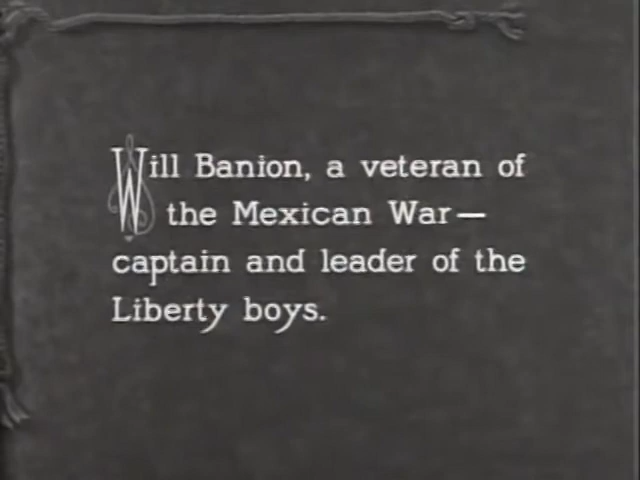 Will Banion, a veteran of
the Mexican War—
captain and leader of the
Liberty boys.